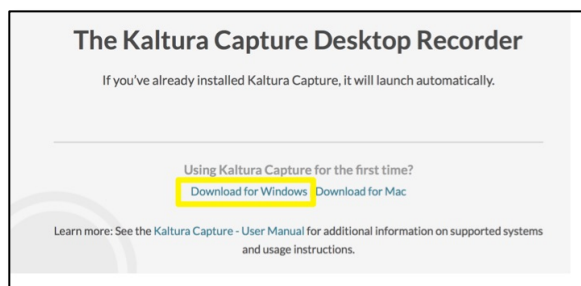 The Kaltura Capture Desktop Recorder
If you've already installed Kaltura Capture, it will launch automatically.
Using Kaltura Capture for the first time?
Download for Windows Download for Mac
Learn more: See the Kaltura Capture - User Manual for additional information on supported systems
and usage instructions.